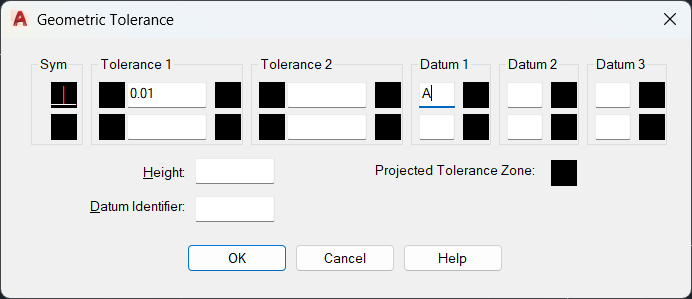 Geometric Tolerance
Sym Tolerance 1 Tolerance 2 Datum 1 Datum 2 Datum 3
0.01 A
Height: Projected Tolerance Zone:
Datum Identifier:
OK Cancel Help